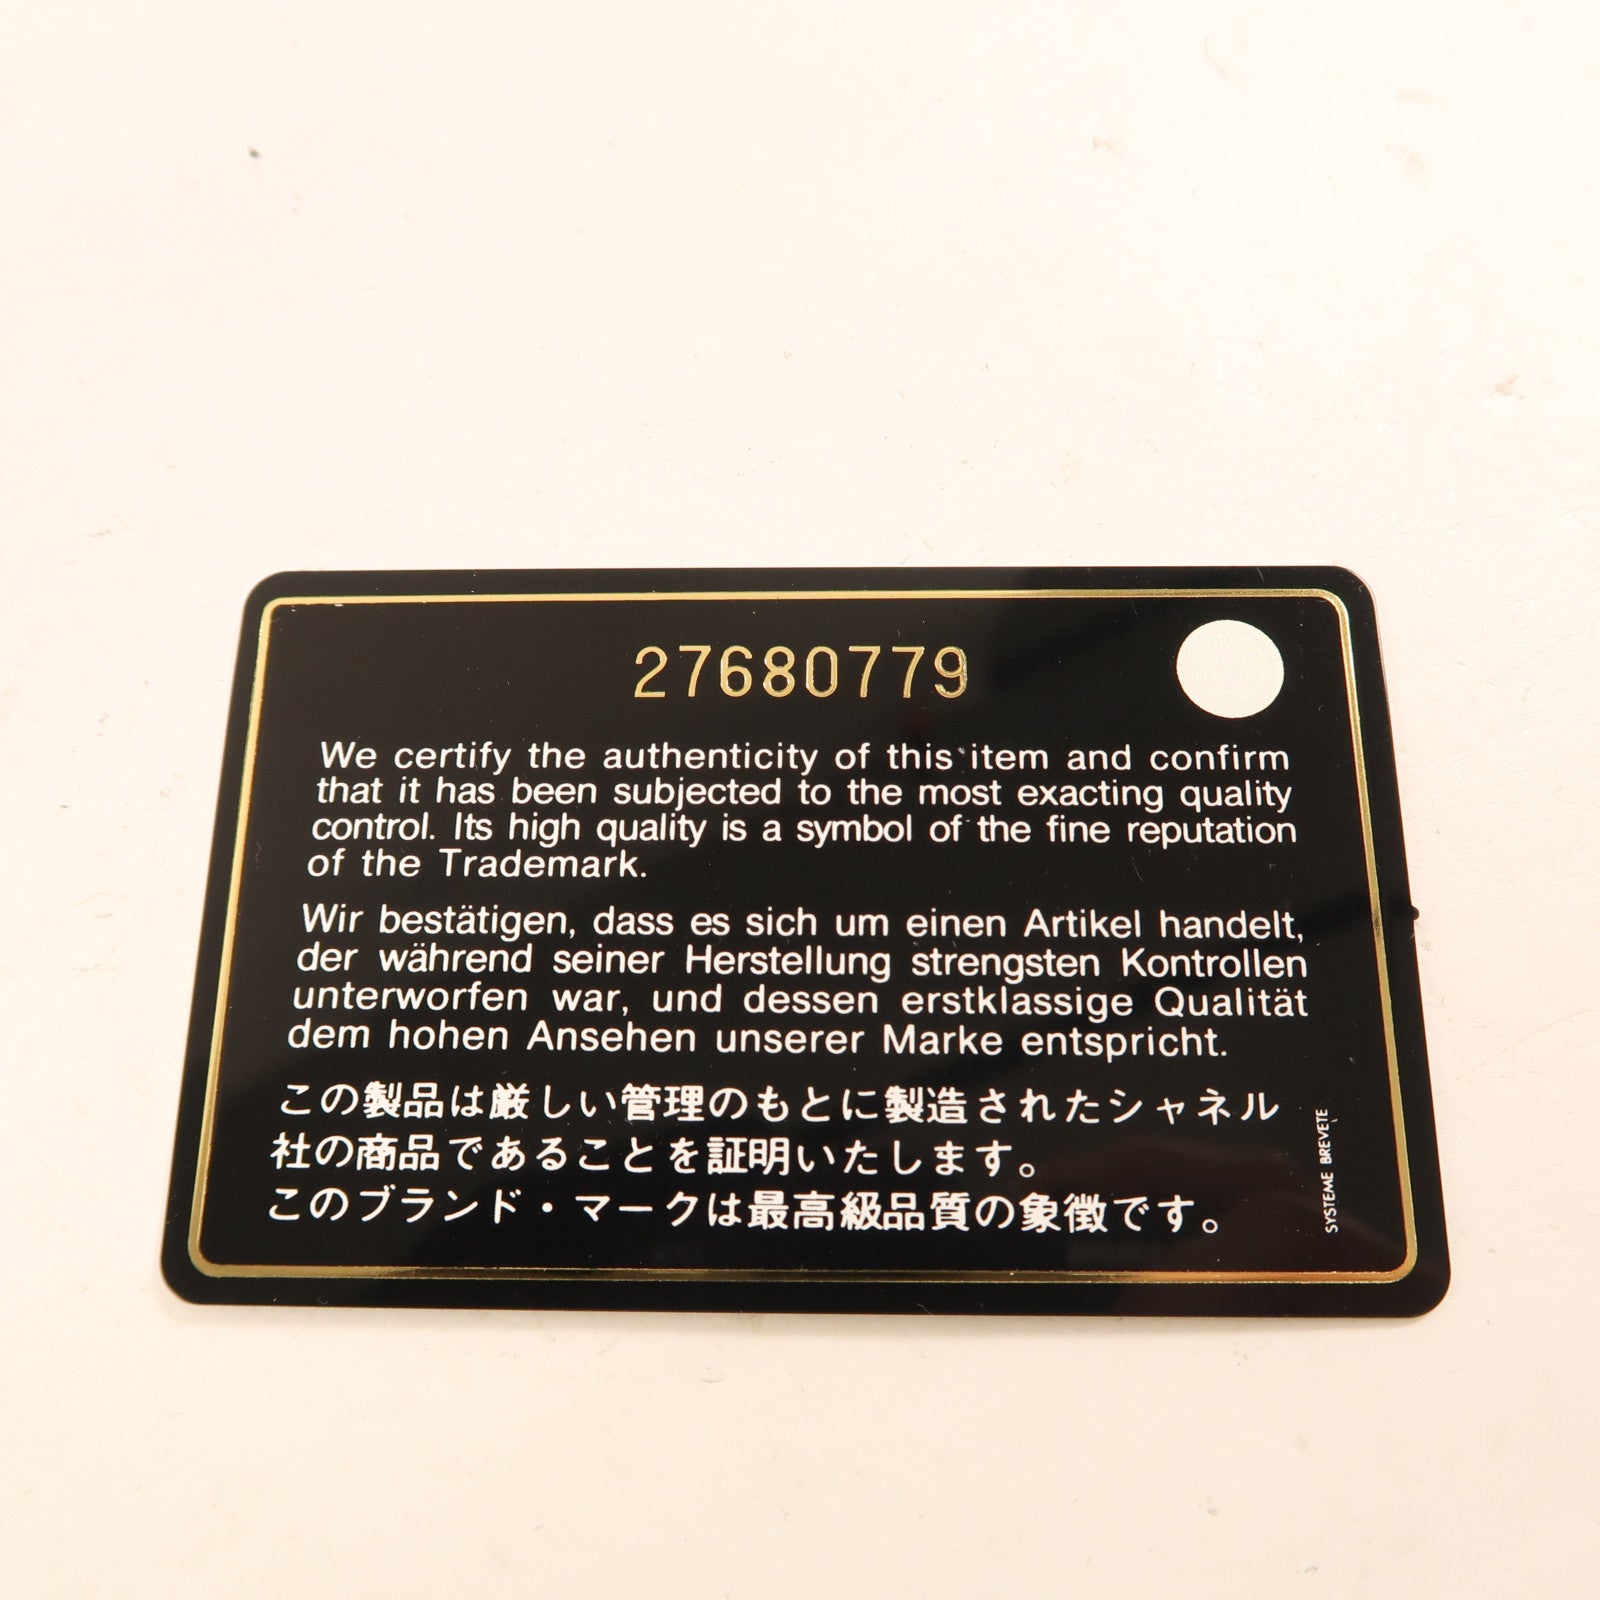 27680779
We certify the authenticity of this item and confirm
that it has been subjected to the most exacting quality
control. Its high quality is a symbol of the fine reputation
of the Trademark.
Wir bestätigen, dass es sich um einen Artikel handelt,
der während seiner Herstellung strengsten Kontrollen
unterworfen war, und dessen erstklassige Qualität
dem hohen Ansehen unserer Marke entspricht.
この製品は厳しい管理のもとに製造されたシャネル
社の商品であることを証明いたします。
このブランド・マークは最高級品質の象徴です。
SYSTEME BREVETE